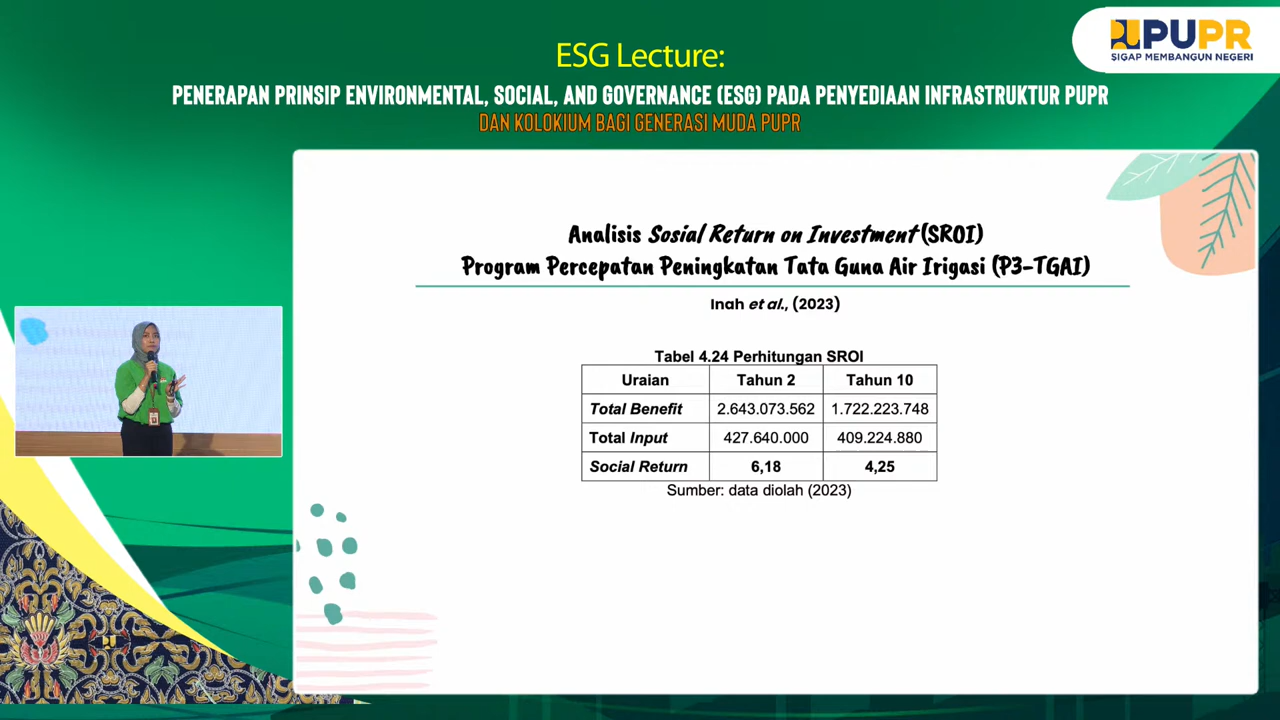 ESG Lecture:
PENERAPAN PRINSIP ENVIRONMENTAL, SOCIAL, AND GOVERNANCE (ESG) PADA PENYEDIAAN INFRASTRUKTUR PUPR
DAN KOLOKIUM BAGI GENERASI MUDA PUPR
PUPR
SIGAP MEMBANGUN NEGERI
Analisis Sosial Return on Investment (SROI)
Program Percepatan Peningkatan Tata Guna Air Irigasi (P3-TGAI)
Inah et al., (2023)
Tabel 4.24 Perhitungan SROI
Uraian Tahun 2 Tahun 10
Total Benefit 2.643.073.562 1.722.223.748
Total Input 427.640.000 409.224.880
Social Return 6,18 4,25
Sumber: data diolah (2023)